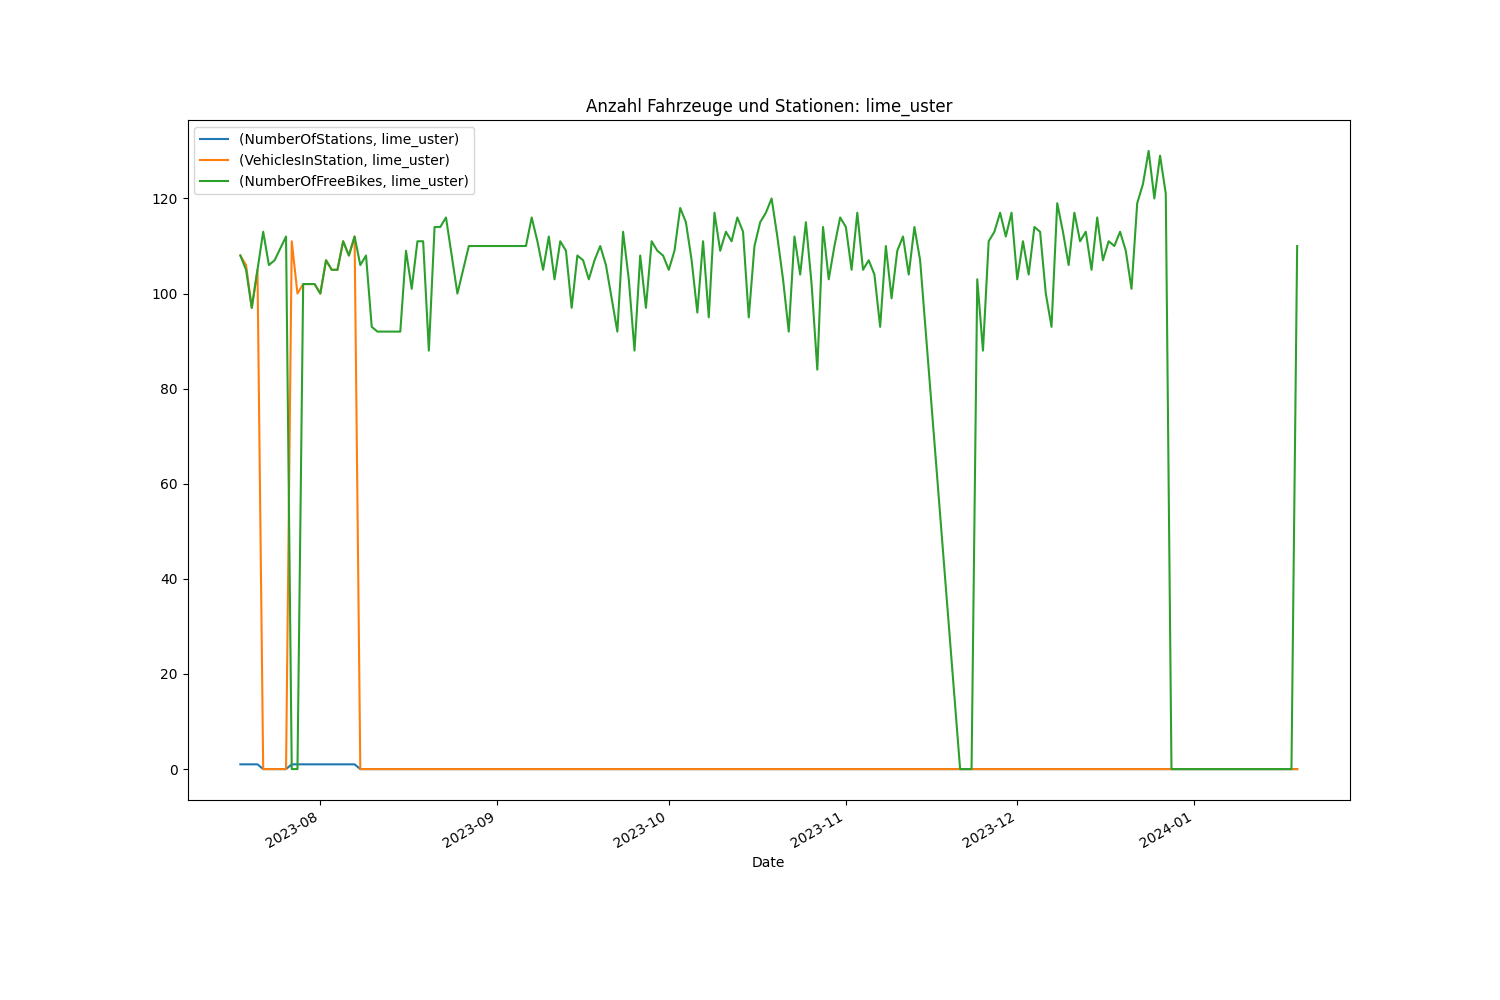 Anzahl Fahrzeuge und Stationen: lime_uster
(NumberOfStations, lime_uster)
(VehiclesInStation, lime_uster)
(NumberOfFreeBikes, lime_uster)
120
100
80
60
40
20
0
2023-08
2023-09
2023-10
2023-11
2023-12
2024-01
Date